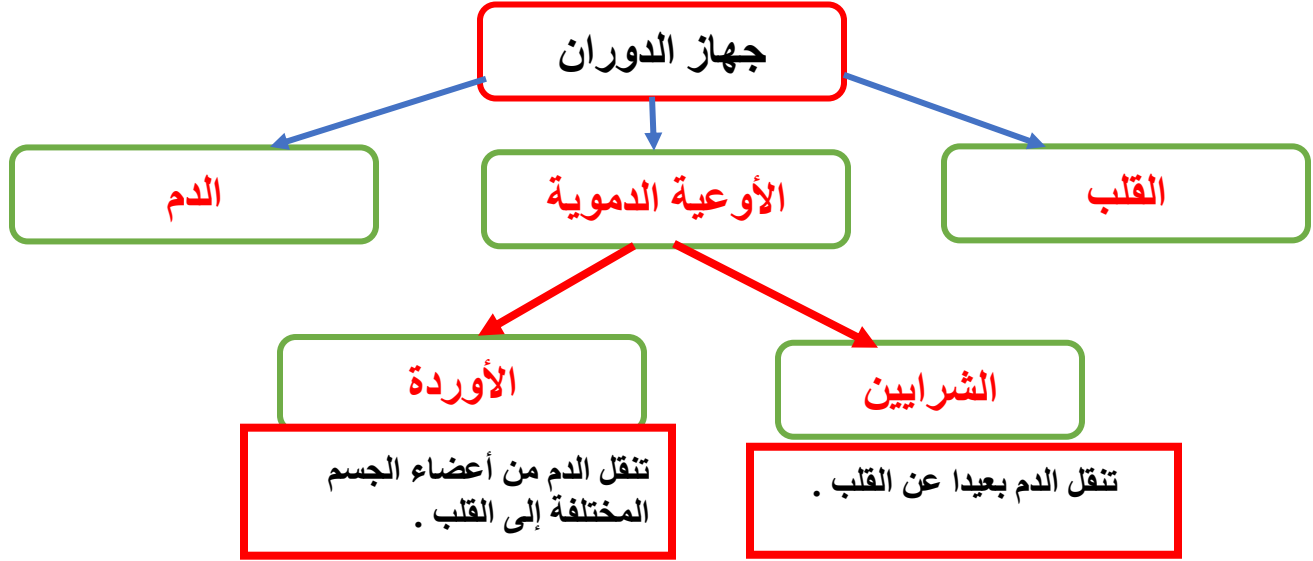 جهاز الدوران
القلب
الأوعية الدموية
الدم
الشرايين
الأوردة
تنقل الدم بعيدا عن القلب .
تنقل الدم من أعضاء الجسم
المختلفة إلى القلب .